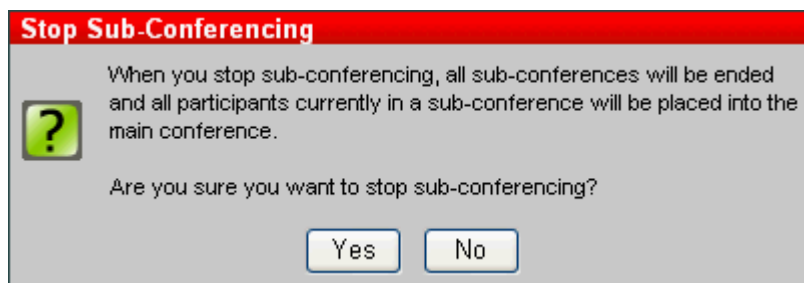 Stop Sub-Conferencing
When you stop sub-conferencing, all sub-conferences will be ended
and all participants currently in a sub-conference will be placed into the
main conference.
Are you sure you want to stop sub-conferencing?
Yes No